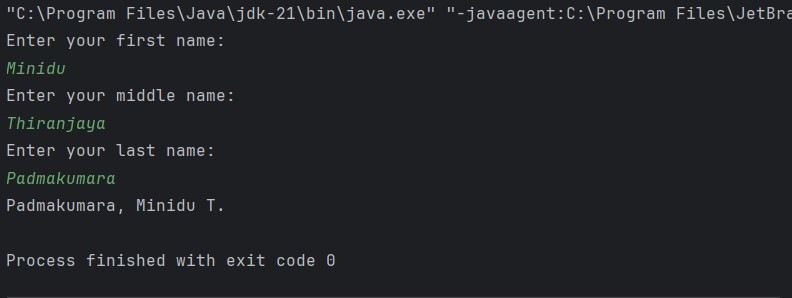 "C:\Program Files\Java\jdk-21\bin\java.exe" "-javaagent:C:\Program Files\JetBra
Enter your first name:
Minidu
Enter your middle name:
Thiranjaya
Enter your last name:
Padmakumara
Padmakumara, Minidu T.
Process finished with exit code 0